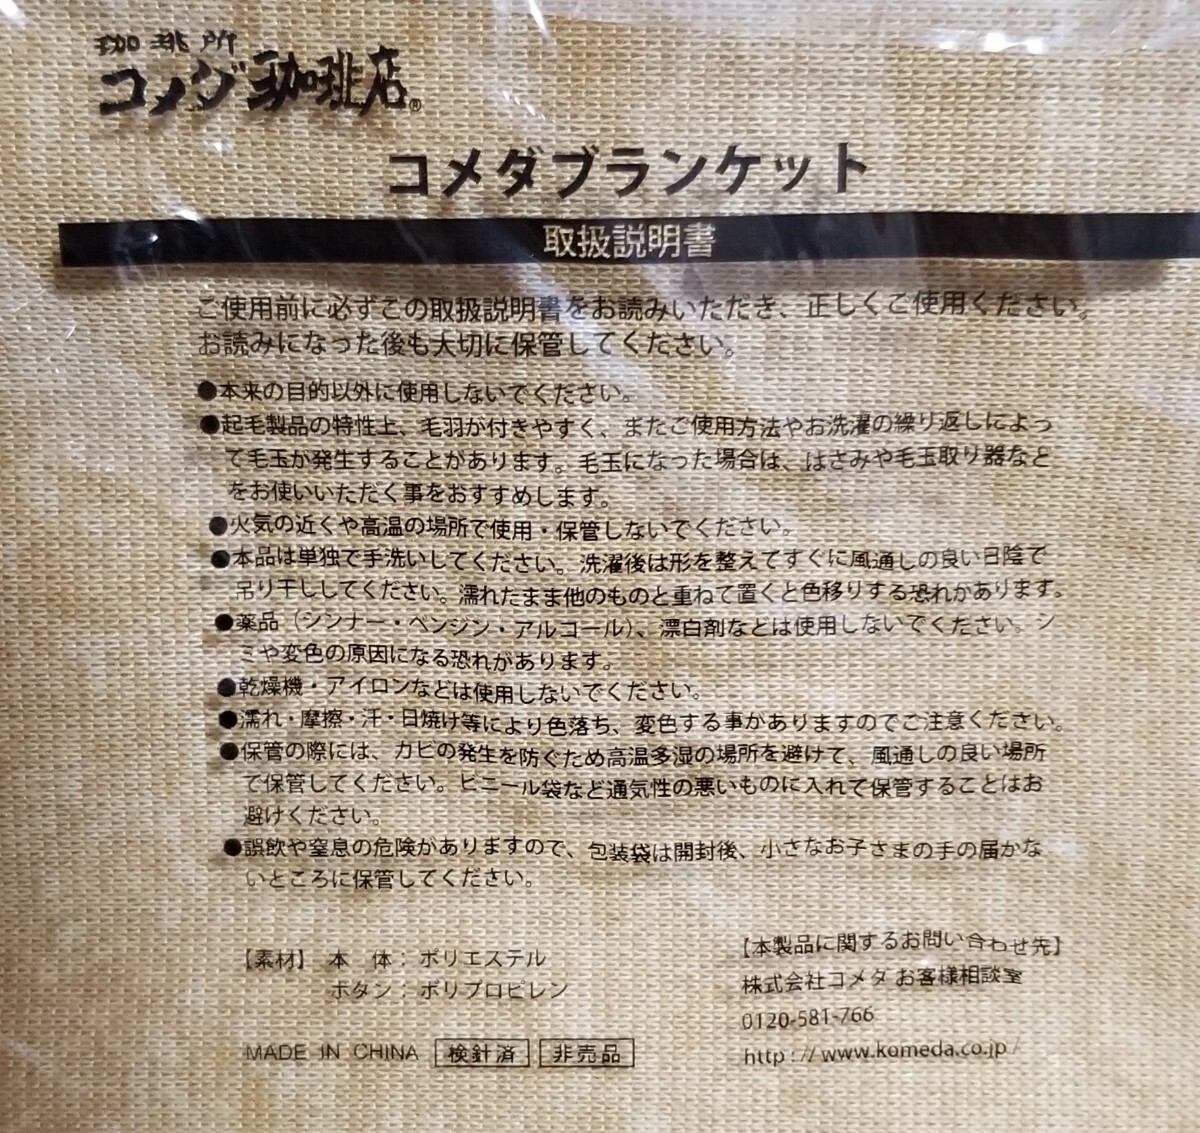 珈琲所
コメダ珈琲店®
コメダブランケット
取扱説明書
ご使用前に必ずこの取扱説明書をお読みいただき、正しくご使用ください。
お読みになった後も大切に保管してください。
●本来の目的以外に使用しないでください。
●起毛製品の特性上、毛羽が付きやすく、またご使用方法やお洗濯の繰り返しによっ
て毛玉が発生することがあります。毛玉になった場合は、はさみや毛玉取り器など
をお使いいただく事をおすすめします。
●火気の近くや高温の場所で使用・保管しないでください。
●本品は単独で手洗いしてください。洗濯後は形を整えてすぐに風通しの良い日陰で
吊り干ししてください。濡れたまま他のものと重ねて置くと色移りする恐れがあります。
●薬品（シンナー・ベンジン・アルコール）、漂白剤などは使用しないでください。シ
ミや変色の原因になる恐れがあります。
●乾燥機・アイロンなどは使用しないでください。
●濡れ・摩擦・汗・日焼け等により色落ち、変色する事がありますのでご注意ください。
●保管の際には、カビの発生を防ぐため高温多湿の場所を避けて、風通しの良い場所
で保管してください。ビニール袋など通気性の悪いものに入れて保管することはお
避けください。
●誤飲や窒息の危険がありますので、包装袋は開封後、小さなお子さまの手の届かな
いところに保管してください。
【素材】 本　体：ポリエステル
ボタン：ポリプロピレン
MADE IN CHINA 検針済 非売品
【本製品に関するお問い合わせ先】
株式会社コメダ お客様相談室
0120-581-766
http://www.komeda.co.jp/